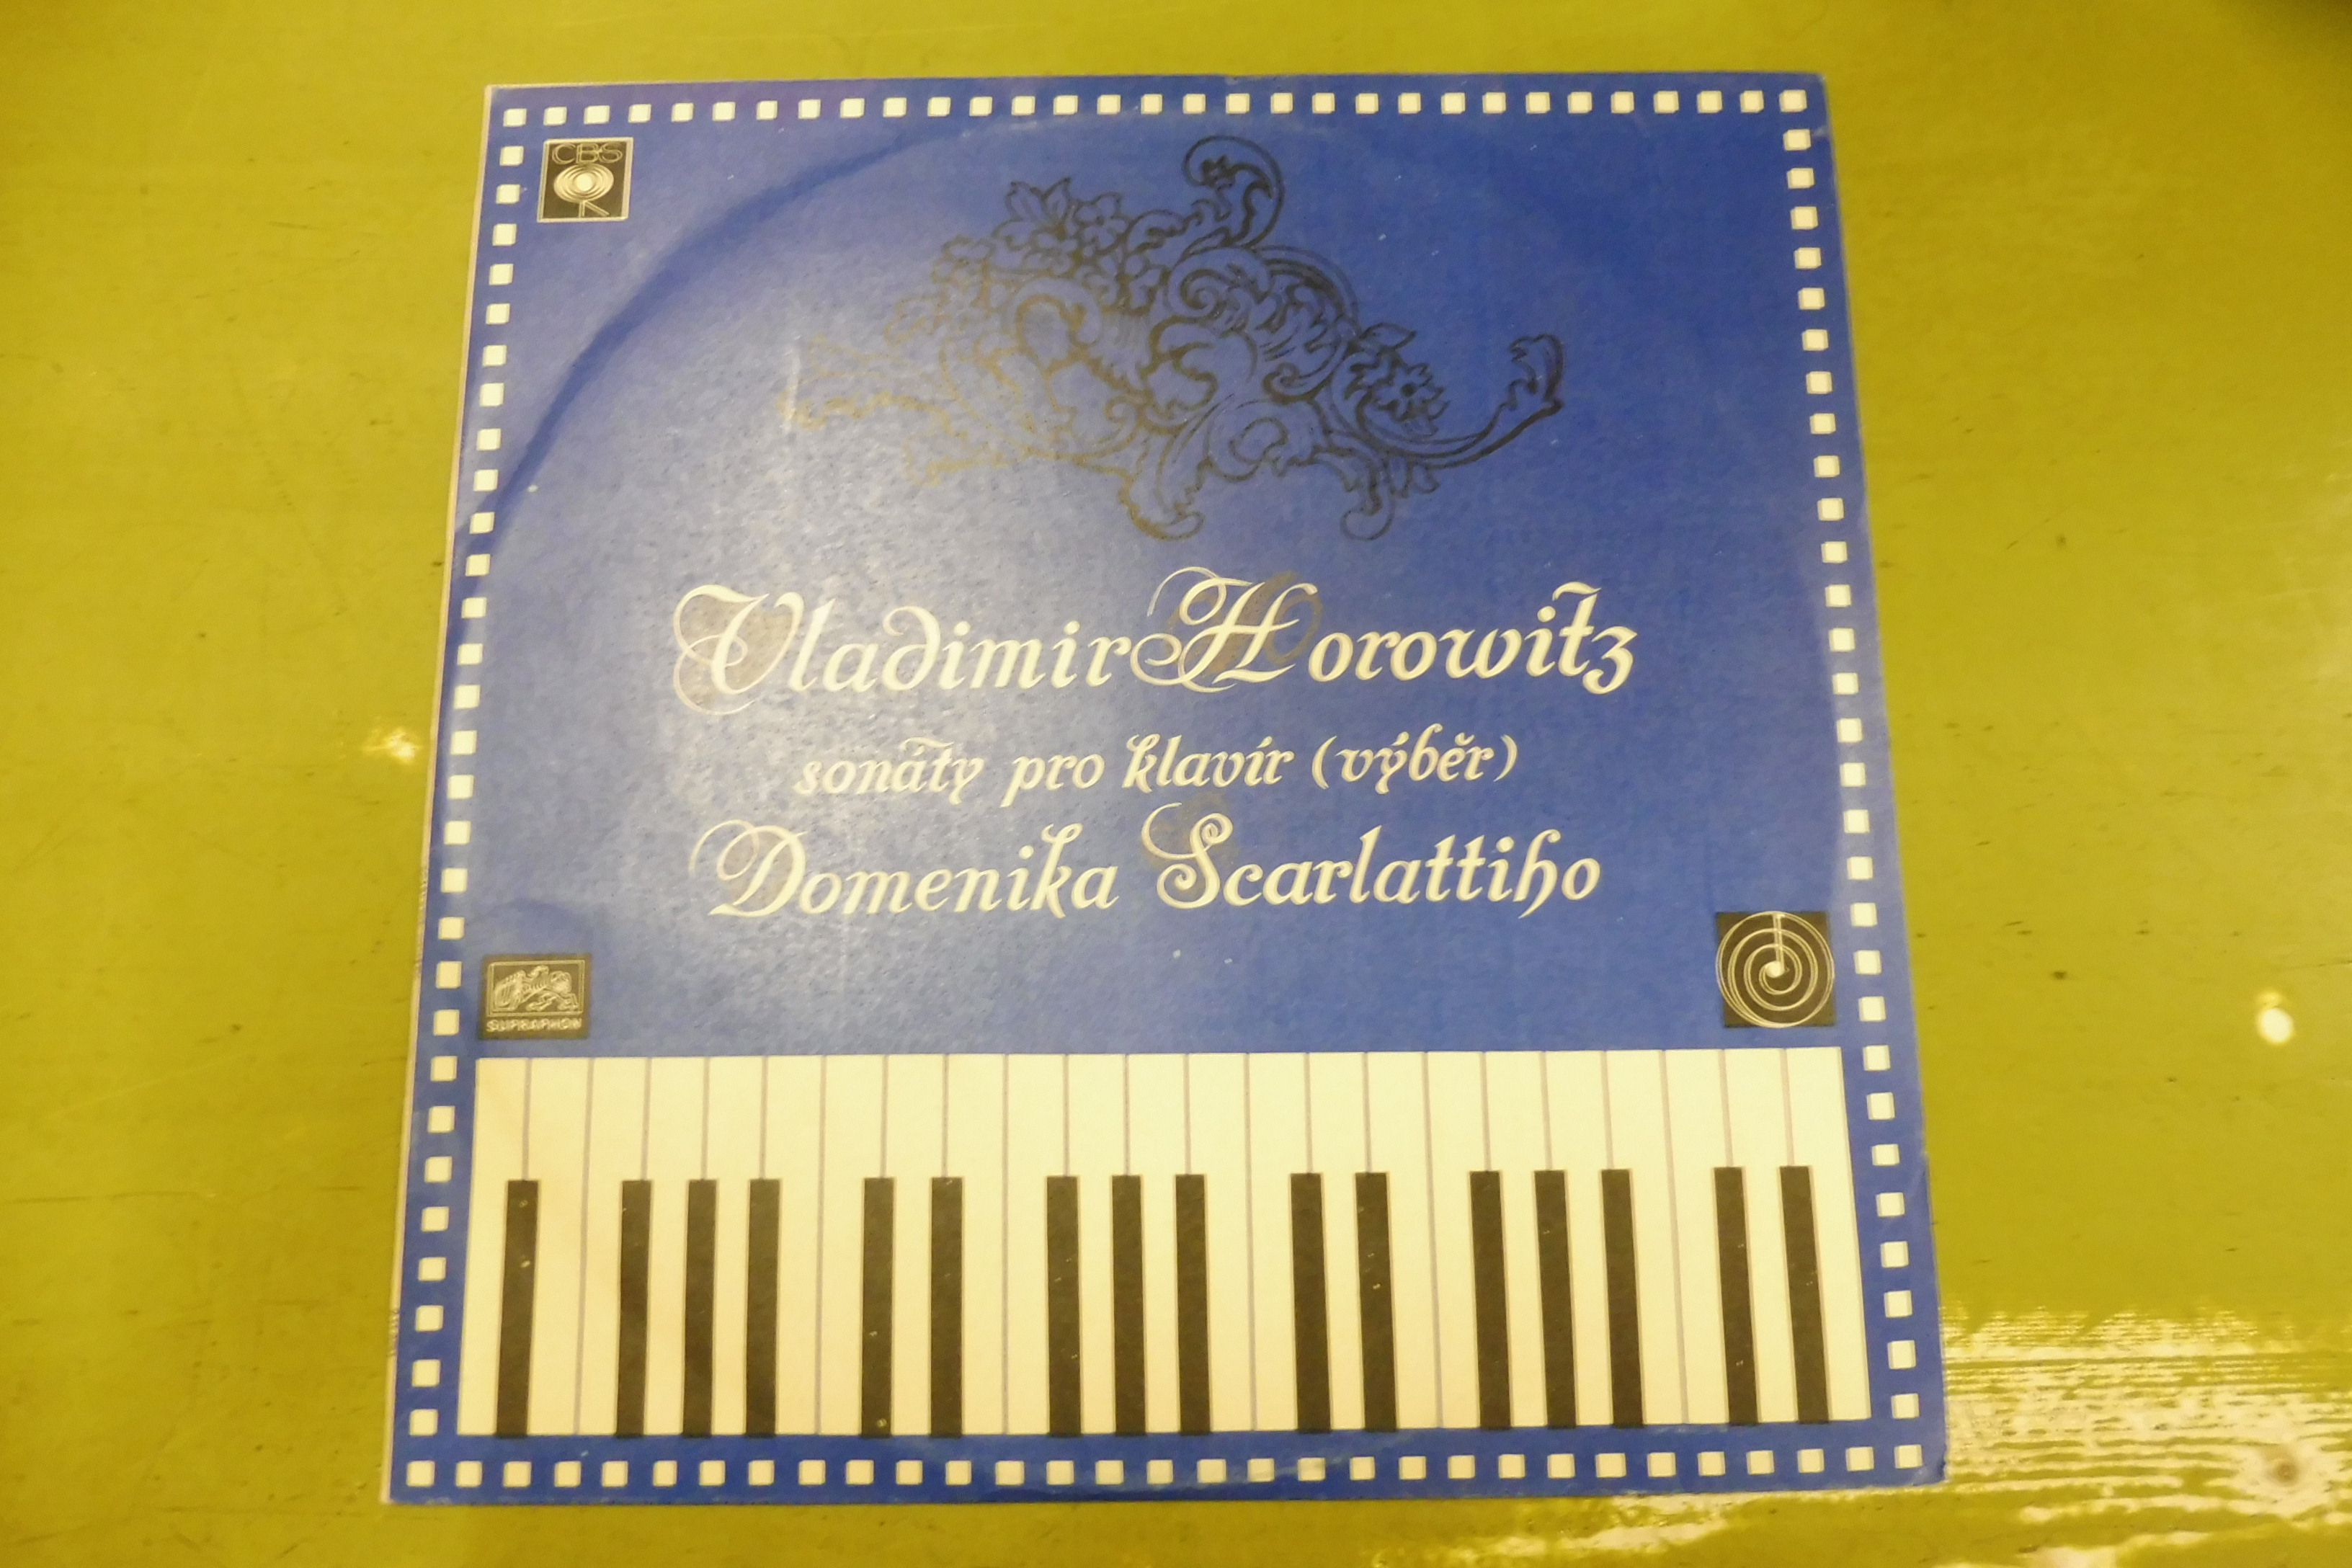 CBS
Vladimir Horowitz
sonáty pro klavír (výběr)
Domenika Scarlattiho
SUPRAPHON